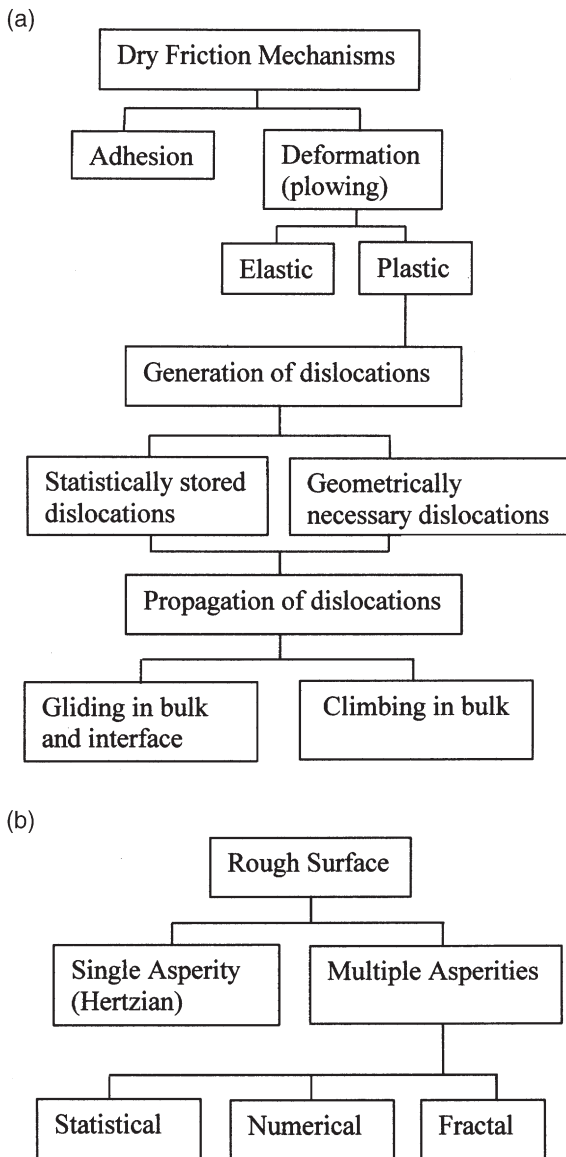 (a)
Dry Friction Mechanisms
Adhesion
Deformation
(plowing)
Elastic
Plastic
Generation of dislocations
Statistically stored
dislocations
Geometrically
necessary dislocations
Propagation of dislocations
Gliding in bulk
and interface
Climbing in bulk
(b)
Rough Surface
Single Asperity
(Hertzian)
Multiple Asperities
Statistical
Numerical
Fractal